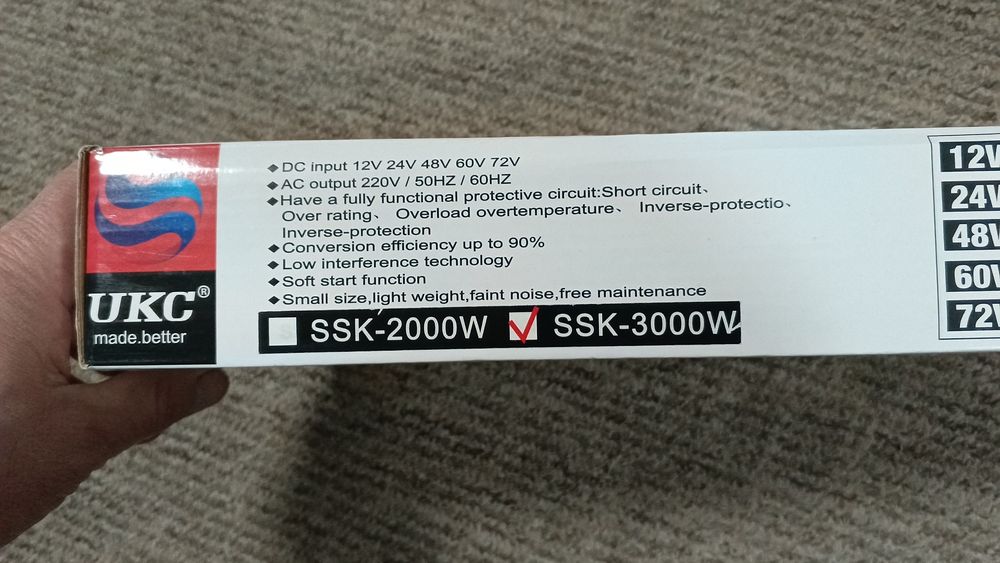 ◆DC input 12V 24V 48V 60V 72V
◆AC output 220V / 50HZ / 60HZ
◆Have a fully functional protective circuit:Short circuit、
Over rating、 Overload overtemperature、 Inverse-protectio、
Inverse-protection
◆Conversion efficiency up to 90%
◆Low interference technology
◆Soft start function
◆Small size,light weight,faint noise,free maintenance
SSK-2000W SSK-3000W
UKC®
made.better
12V
24V
48V
60V
72V